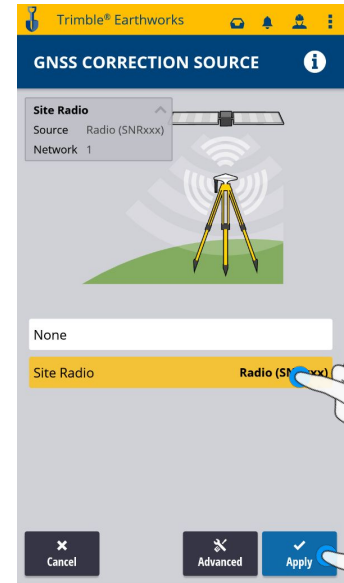 Trimble® Earthworks
GNSS CORRECTION SOURCE
Site Radio
Source Radio (SNRxxx)
Network 1
None
Site Radio Radio (SN xx)
Cancel
Advanced
Apply